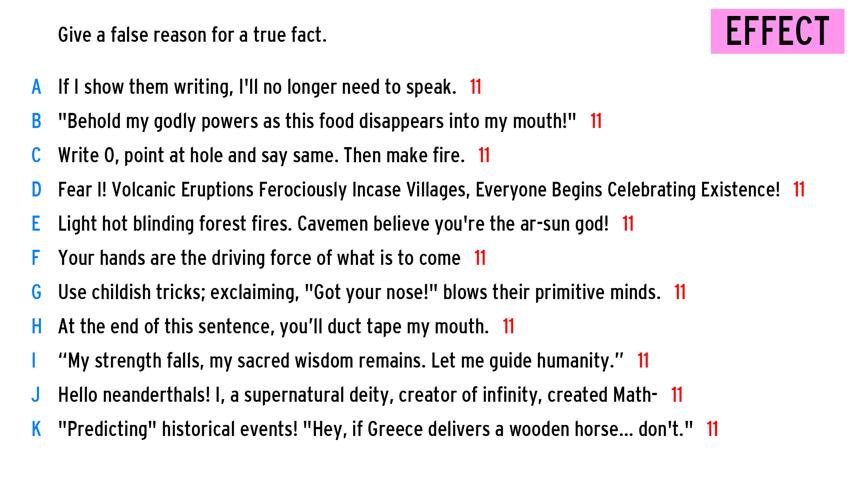 Give a false reason for a true fact.
EFFECT
A If I show them writing, I'll no longer need to speak. 11
B "Behold my godly powers as this food disappears into my mouth!" 11
C Write O, point at hole and say same. Then make fire. 11
D Fear I! Volcanic Eruptions Ferociously Incase Villages, Everyone Begins Celebrating Existence! 11
E Light hot blinding forest fires. Cavemen believe you're the ar-sun god! 11
F Your hands are the driving force of what is to come 11
G Use childish tricks; exclaiming, "Got your nose!" blows their primitive minds. 11
H At the end of this sentence, you’ll duct tape my mouth. 11
I “My strength falls, my sacred wisdom remains. Let me guide humanity.” 11
J Hello neanderthals! I, a supernatural deity, creator of infinity, created Math- 11
K "Predicting" historical events! "Hey, if Greece delivers a wooden horse... don't." 11